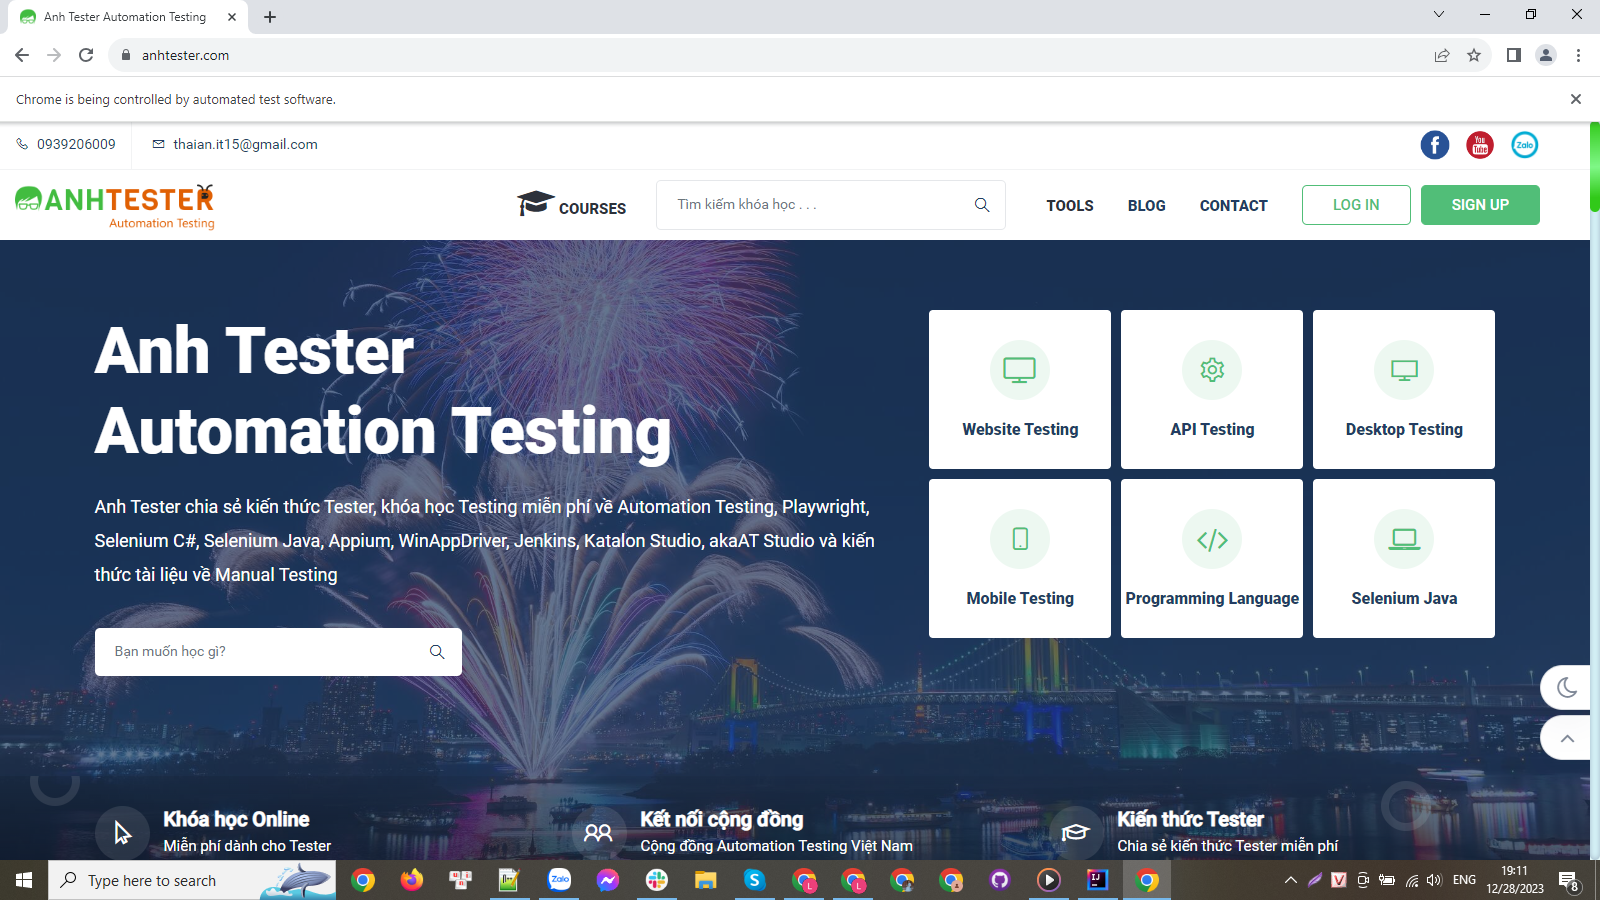 Anh Tester Automation Testing
anhtester.com
Chrome is being controlled by automated test software.
0939206009
thaian.it15@gmail.com
You
Tube
Zalo
ANHTESTER
Automation Testing
COURSES
Tìm kiếm khóa học . . .
TOOLS
BLOG
CONTACT
LOG IN
SIGN UP
Anh Tester
Automation Testing
Anh Tester chia sẻ kiến thức Tester, khóa học Testing miễn phí về Automation Testing, Playwright,
Selenium C#, Selenium Java, Appium, WinAppDriver, Jenkins, Katalon Studio, akaAT Studio và kiến
thức tài liệu về Manual Testing
Bạn muốn học gì?
Website Testing
API Testing
Desktop Testing
Mobile Testing
Programming Language
Selenium Java
Khóa học Online
Miễn phí dành cho Tester
Kết nối cộng đồng
Cộng đồng Automation Testing Việt Nam
Kiến thức Tester
Chia sẻ kiến thức Tester miễn phí
Type here to search
Zalo
L
L
IJ
V
ENG
19:11
12/28/2023
8